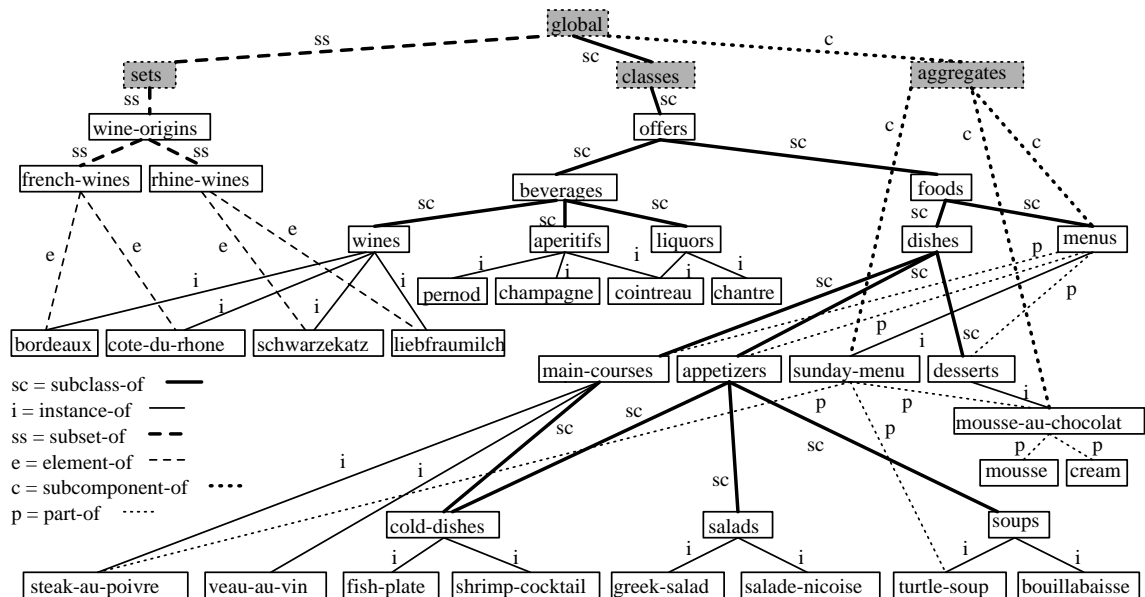 global
ss
sc
c
sets
classes
aggregates
ss
sc
wine-origins
offers
c
c
c
ss
ss
sc
sc
french-wines
rhine-wines
beverages
foods
sc
sc
sc
sc
sc
e
e
e
e
wines
aperitifs
liquors
dishes
menus
i
i
i
i
i
i
i
i
i
pernod
champagne
cointreau
chantre
sc
sc
sc
p
p
p
i
bordeaux
cote-du-rhone
schwarzekatz
liebfraumilch
main-courses
appetizers
sunday-menu
desserts
sc = subclass-of
i = instance-of
ss = subset-of
e = element-of
c = subcomponent-of
p = part-of
i
mousse-au-chocolat
p
p
p
p
p
mousse
cream
sc
sc
sc
sc
i
i
cold-dishes
salads
soups
i
i
i
i
i
i
steak-au-poivre
veau-au-vin
fish-plate
shrimp-cocktail
greek-salad
salade-nicoise
turtle-soup
bouillabaisse